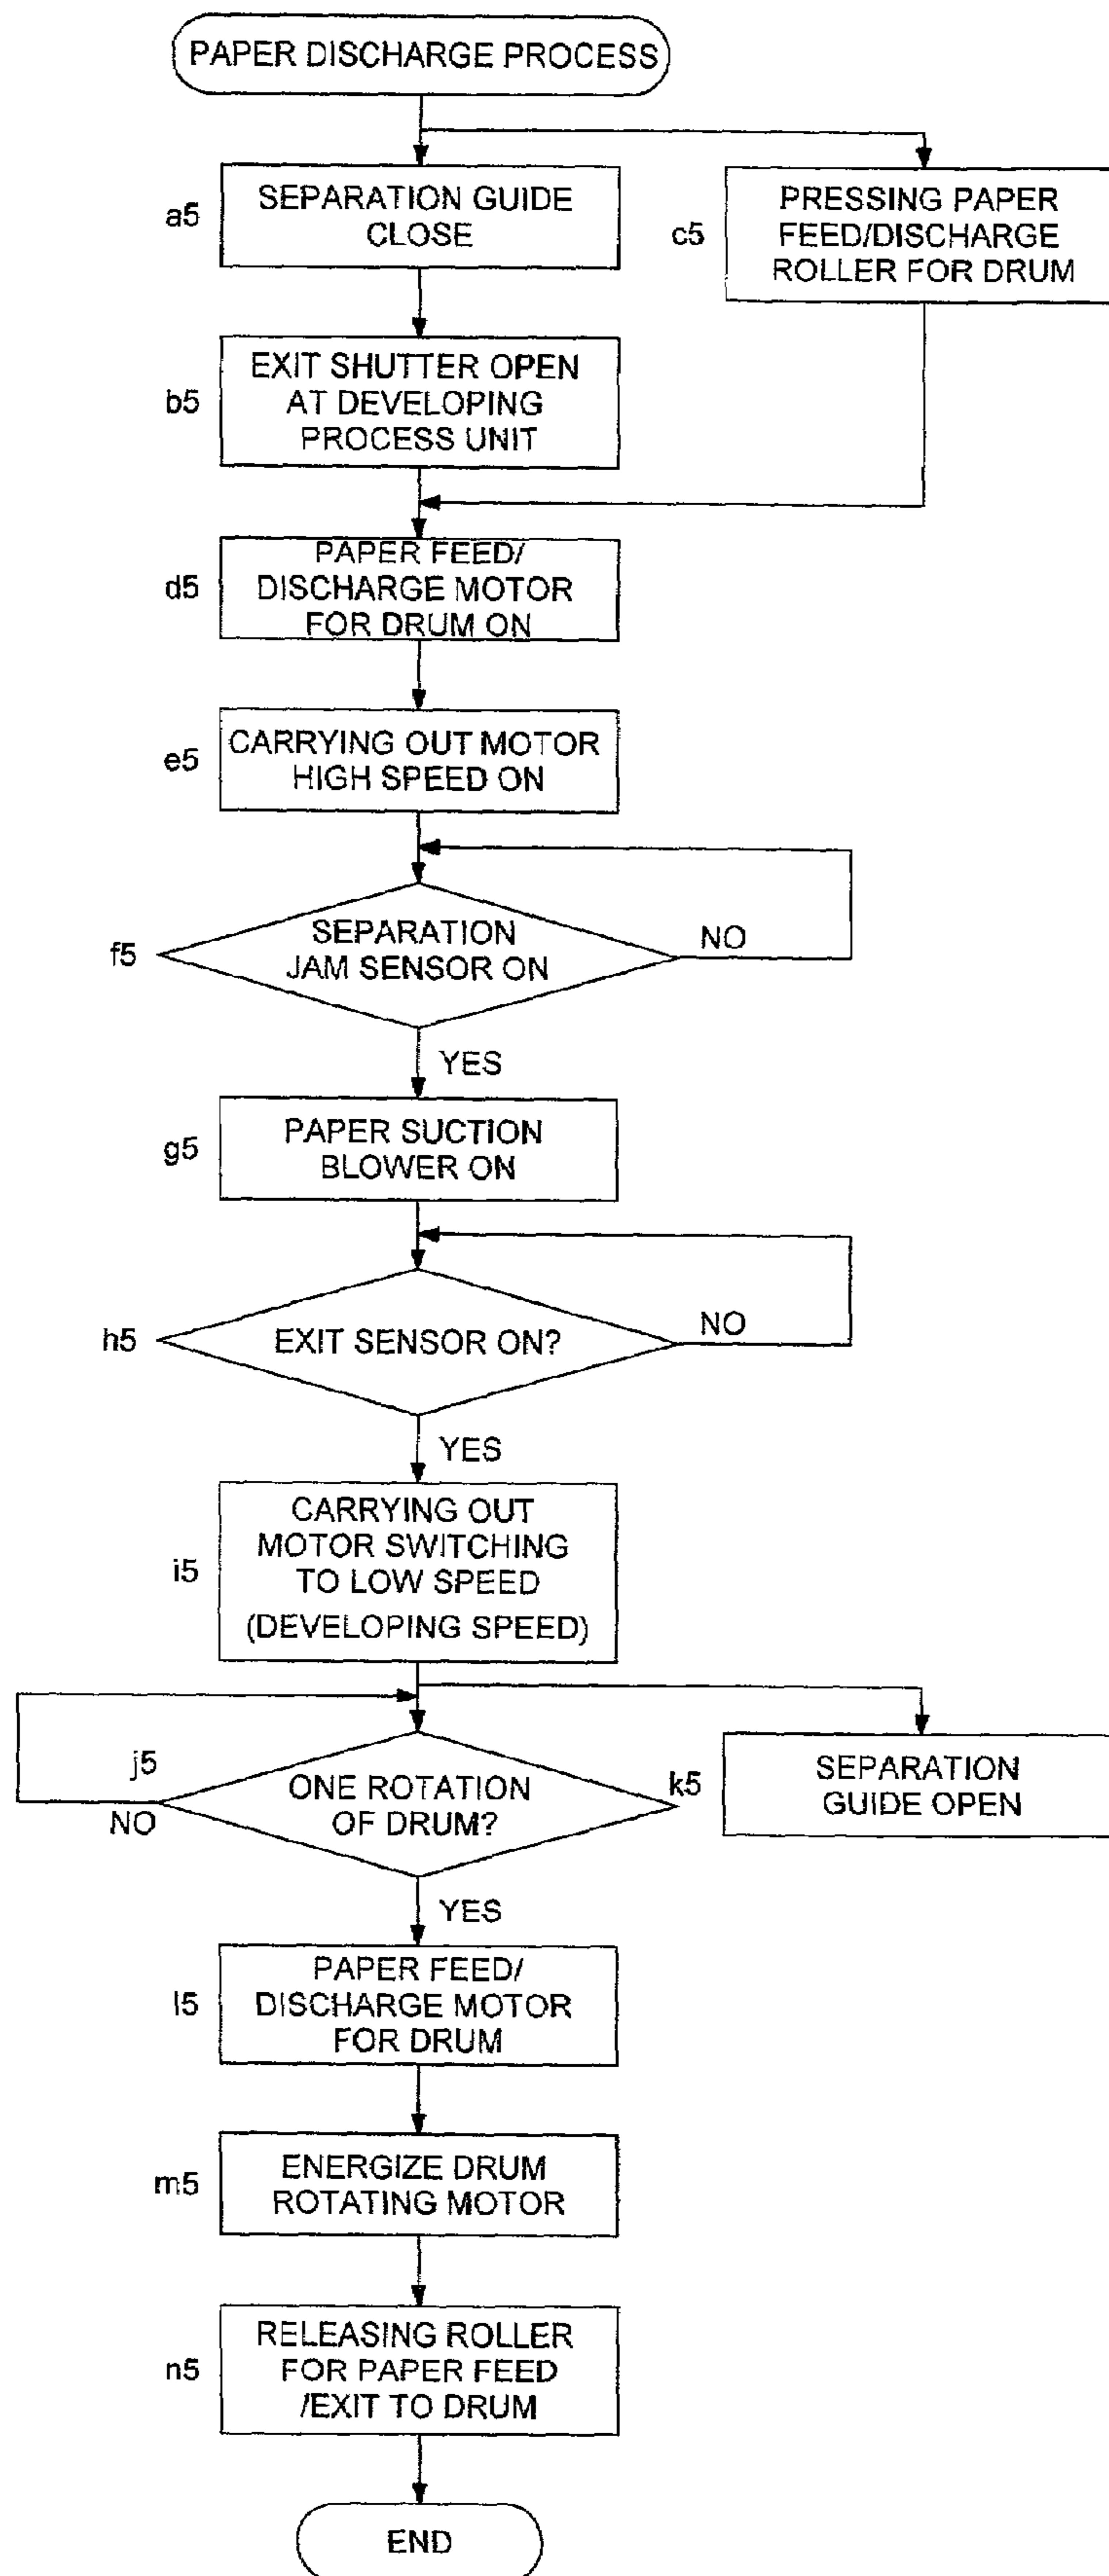 PAPER DISCHARGE PROCESS
a5
SEPARATION GUIDE
CLOSE
c5
PRESSING PAPER
FEED/DISCHARGE
ROLLER FOR DRUM
b5
EXIT SHUTTER OPEN
AT DEVELOPING
PROCESS UNIT
d5
PAPER FEED/
DISCHARGE MOTOR
FOR DRUM ON
e5
CARRYING OUT MOTOR
HIGH SPEED ON
f5
SEPARATION
JAM SENSOR ON
NO
YES
g5
PAPER SUCTION
BLOWER ON
h5
EXIT SENSOR ON?
NO
YES
i5
CARRYING OUT
MOTOR SWITCHING
TO LOW SPEED
(DEVELOPING SPEED)
j5
ONE ROTATION
OF DRUM?
NO
k5
SEPARATION
GUIDE OPEN
YES
l5
PAPER FEED/
DISCHARGE MOTOR
FOR DRUM
m5
ENERGIZE DRUM
ROTATING MOTOR
n5
RELEASING ROLLER
FOR PAPER FEED
/EXIT TO DRUM
END